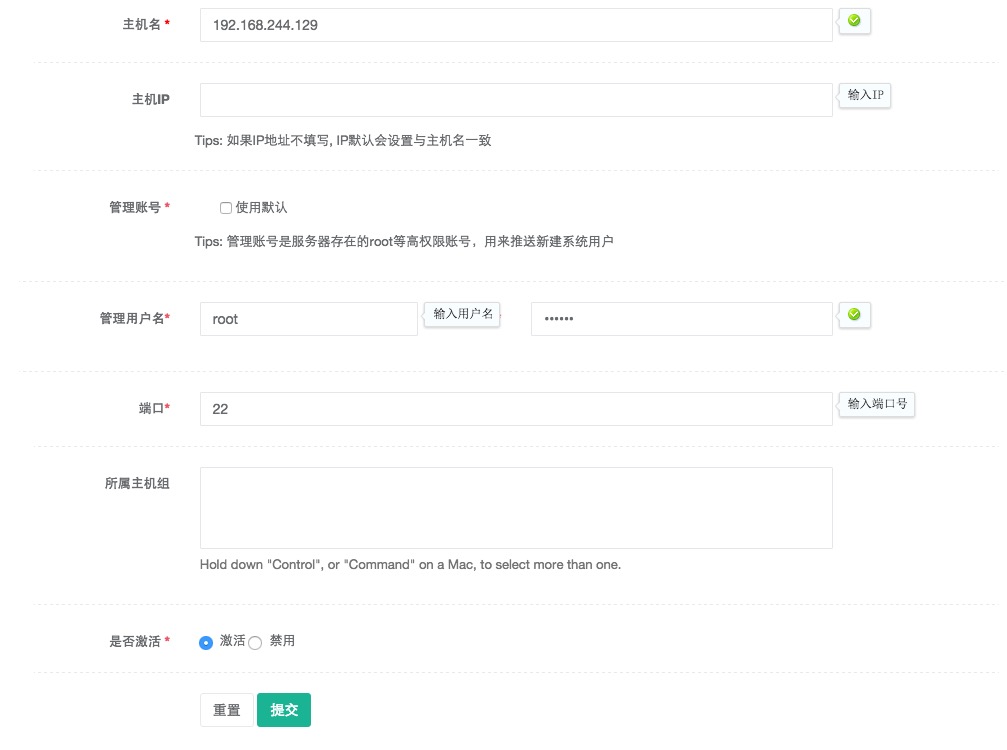 主机名 *
192.168.244.129
主机IP
输入IP
Tips: 如果IP地址不填写, IP默认会设置与主机名一致
管理账号 *
使用默认
Tips: 管理账号是服务器存在的root等高权限账号，用来推送新建系统用户
管理用户名*
root
输入用户名
••••••
端口*
22
输入端口号
所属主机组
Hold down "Control", or "Command" on a Mac, to select more than one.
是否激活 *
激活
禁用
重置
提交